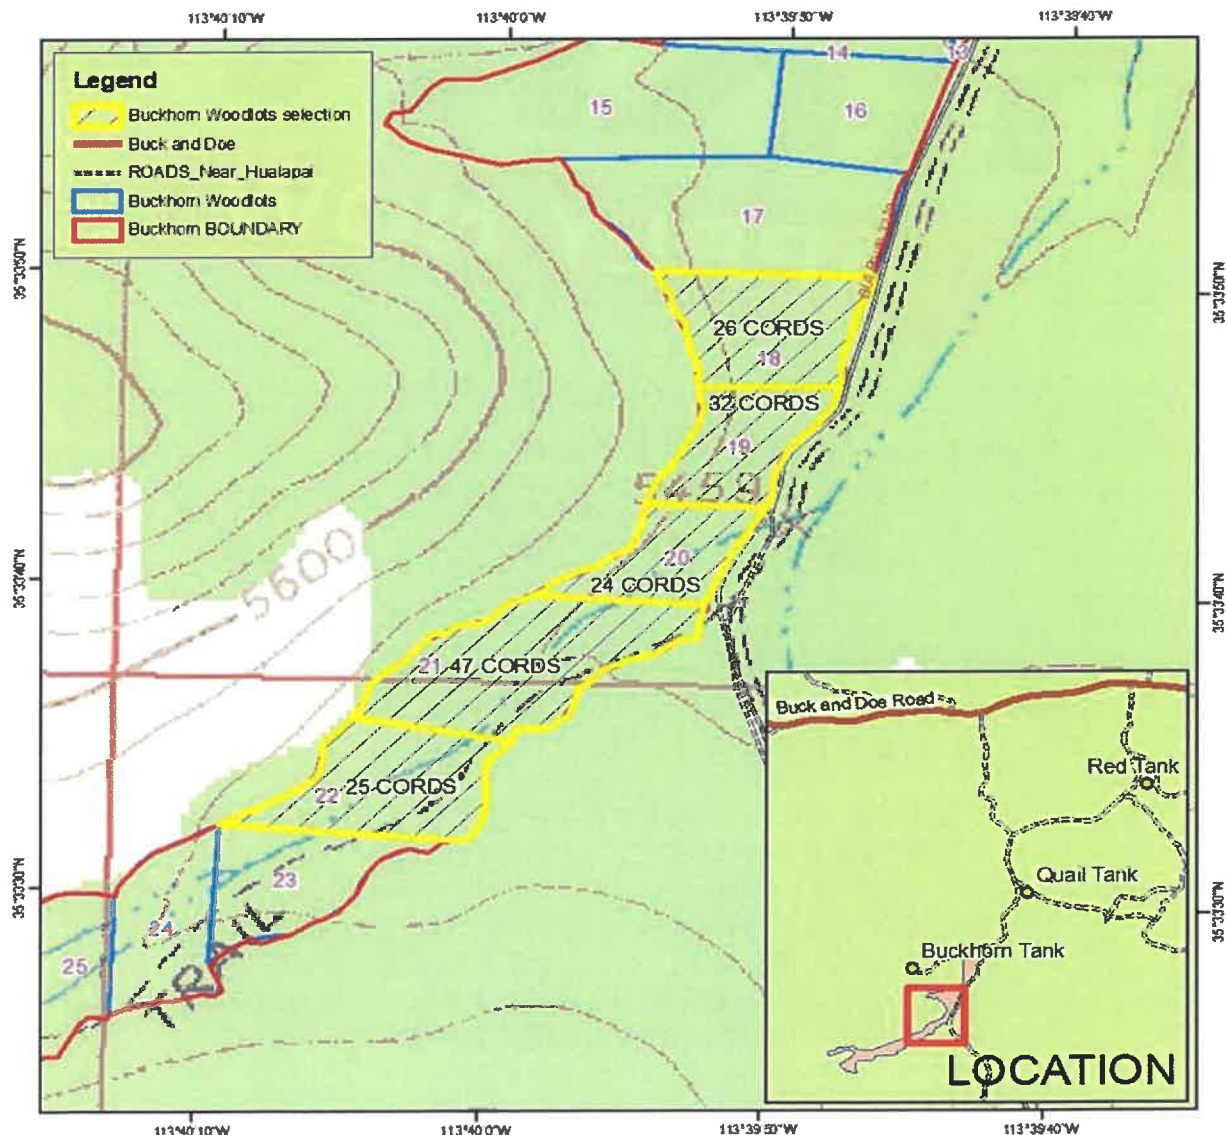 113°40'10"W 113°40'0"W 113°39'50"W 113°39'40"W
Legend
Buckhorn Woodlots selection
Buck and Doe
ROADS_Near_Hualapai
Buckhorn Woodlots
Buckhorn BOUNDARY
13
14
15
16
17
35°33'50"N
35°33'50"N
26 CORDS
18
32 CORDS
19
5459
20
24 CORDS
35°33'40"N
35°33'40"N
5600
21 47 CORDS
22 25 CORDS
23
24
25
TRAIL
35°33'30"N
35°33'30"N
Buck and Doe Road
Red Tank
Quail Tank
Buckhorn Tank
LOCATION
113°40'10"W 113°40'0"W 113°39'50"W 113°39'40"W